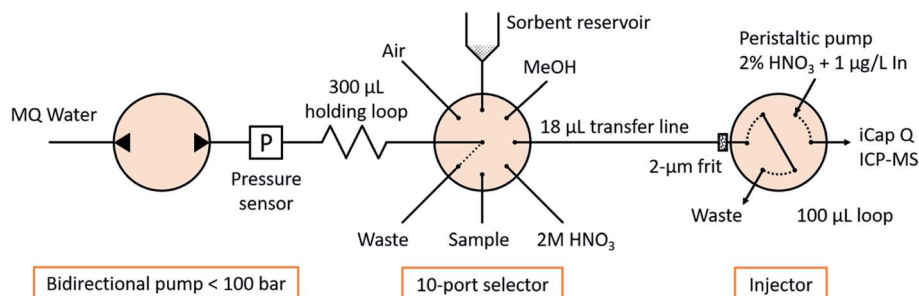 Sorbent reservoir
Air
MeOH
Peristaltic pump
2% HNO₃ + 1 µg/L In
300 µL
holding loop
MQ Water
P
Pressure
sensor
18 µL transfer line
2-µm frit
iCap Q
ICP-MS
Waste
Sample
2M HNO₃
Waste
100 µL loop
Bidirectional pump < 100 bar
10-port selector
Injector